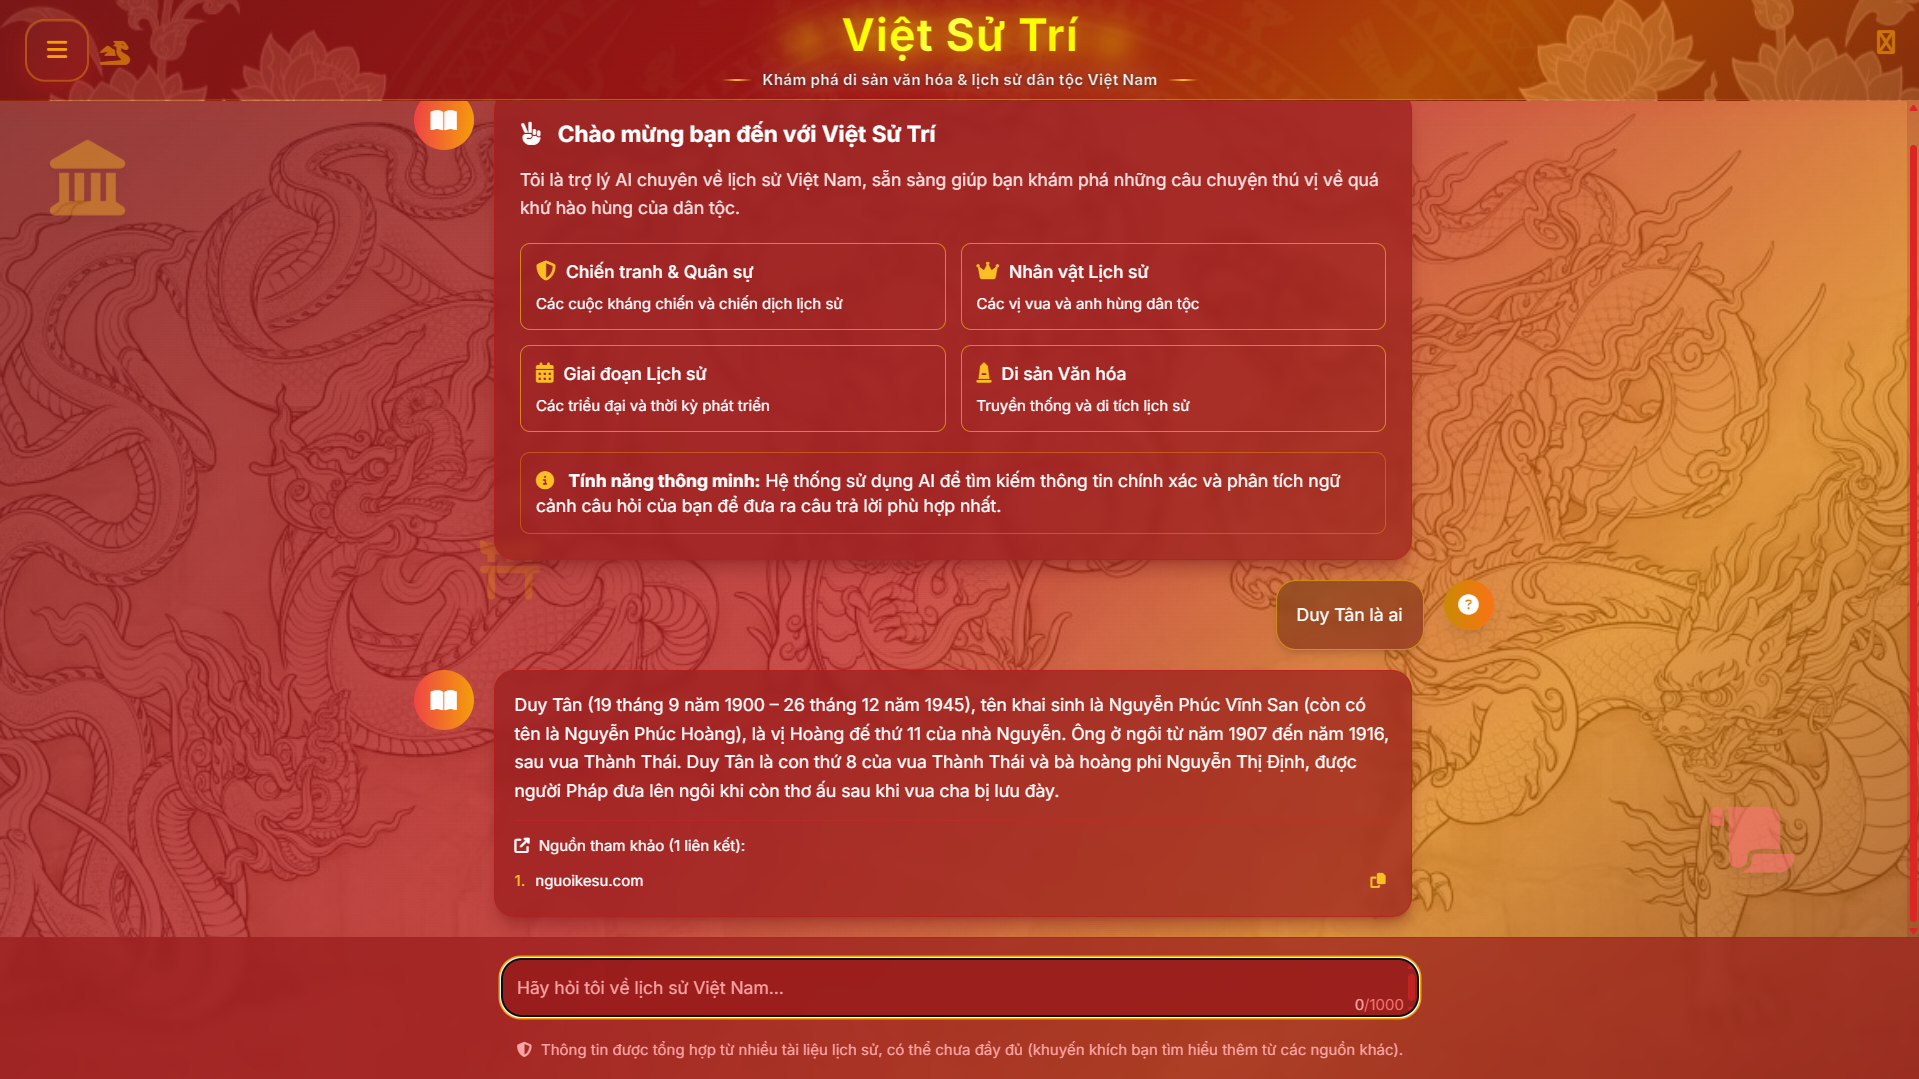 Việt Sử Trí
Khám phá di sản văn hóa & lịch sử dân tộc Việt Nam
Chào mừng bạn đến với Việt Sử Trí
Tôi là trợ lý AI chuyên về lịch sử Việt Nam, sẵn sàng giúp bạn khám phá những câu chuyện thú vị về quá
khứ hào hùng của dân tộc.
Chiến tranh & Quân sự
Các cuộc kháng chiến và chiến dịch lịch sử
Nhân vật Lịch sử
Các vị vua và anh hùng dân tộc
Giai đoạn Lịch sử
Các triều đại và thời kỳ phát triển
Di sản Văn hóa
Truyền thống và di tích lịch sử
Tính năng thông minh: Hệ thống sử dụng AI để tìm kiếm thông tin chính xác và phân tích ngữ
cảnh câu hỏi của bạn để đưa ra câu trả lời phù hợp nhất.
Duy Tân là ai
Duy Tân (19 tháng 9 năm 1900 – 26 tháng 12 năm 1945), tên khai sinh là Nguyễn Phúc Vĩnh San (còn có
tên là Nguyễn Phúc Hoàng), là vị Hoàng đế thứ 11 của nhà Nguyễn. Ông ở ngôi từ năm 1907 đến năm 1916,
sau vua Thành Thái. Duy Tân là con thứ 8 của vua Thành Thái và bà hoàng phi Nguyễn Thị Định, được
người Pháp đưa lên ngôi khi còn thơ ấu sau khi vua cha bị lưu đày.
Nguồn tham khảo (1 liên kết):
1. nguoikesu.com
Hãy hỏi tôi về lịch sử Việt Nam...
0/1000
Thông tin được tổng hợp từ nhiều tài liệu lịch sử, có thể chưa đầy đủ (khuyến khích bạn tìm hiểu thêm từ các nguồn khác).